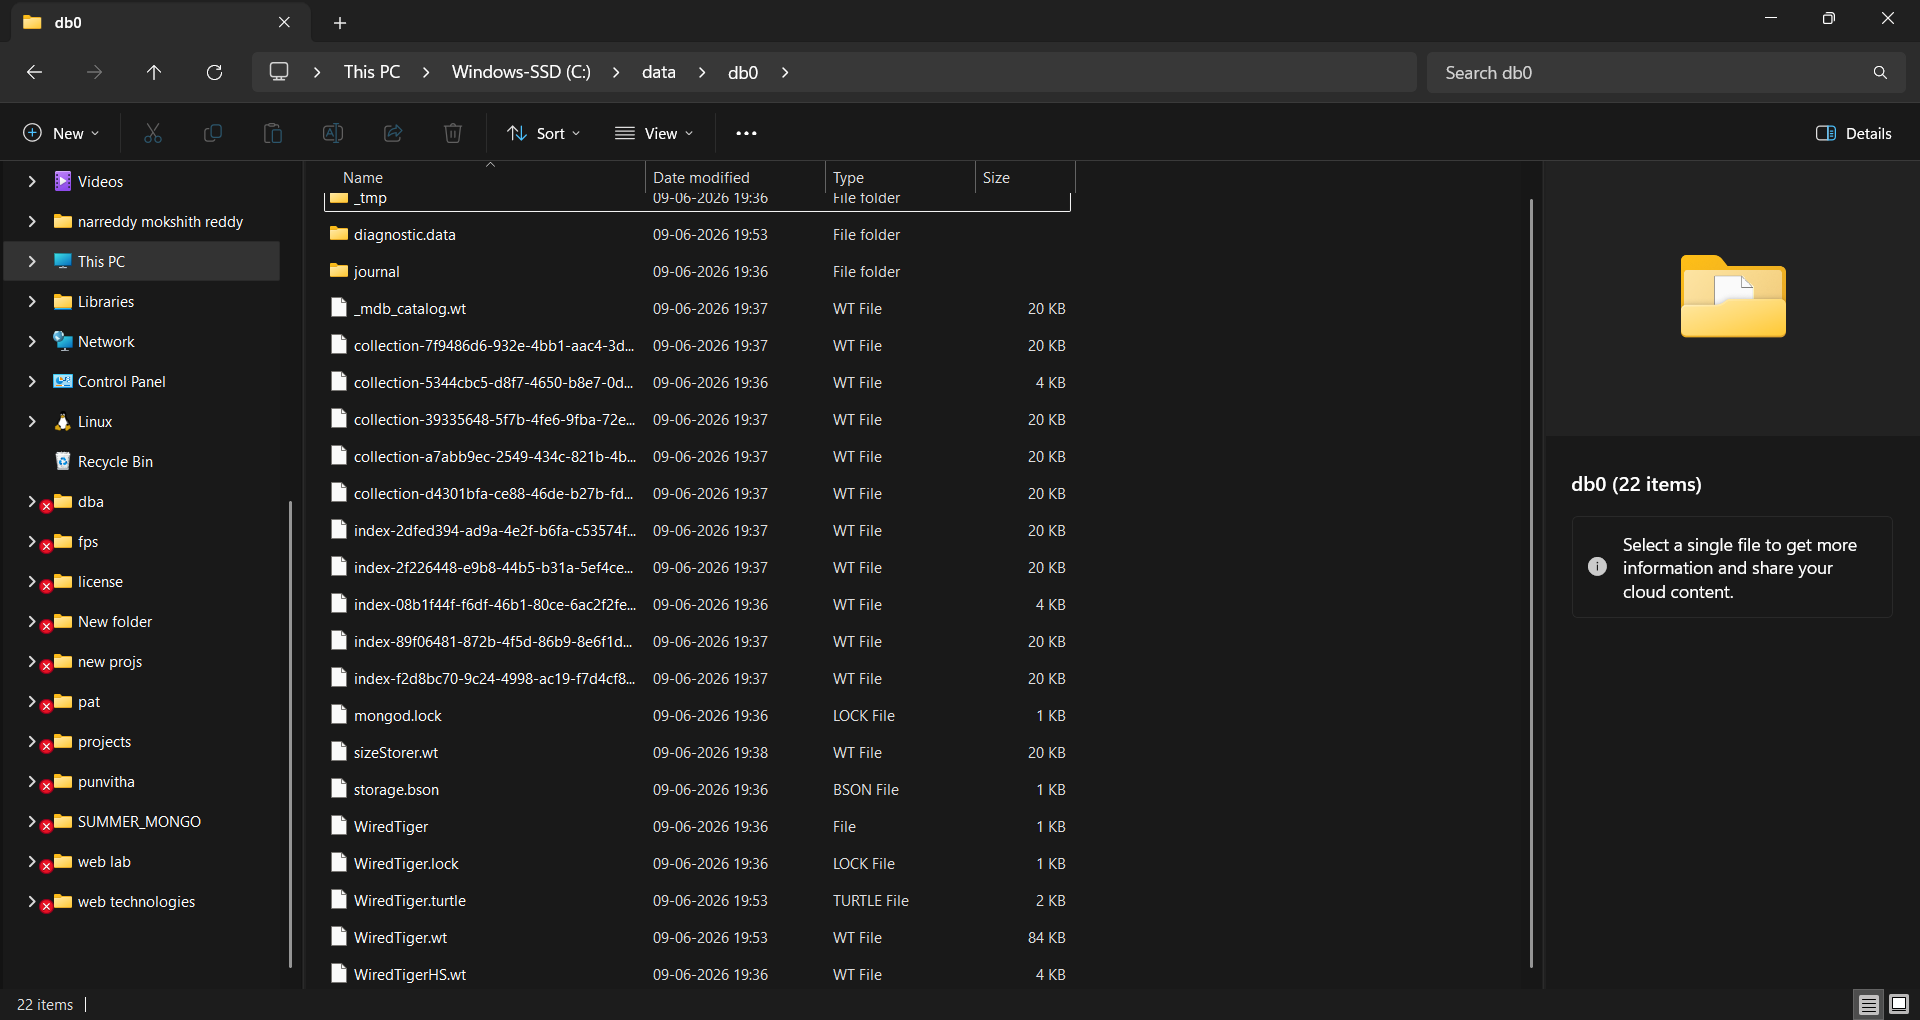 db0
This PC > Windows-SSD (C:) > data > db0 >
Search db0
New
Sort
View
Details
Videos
narreddy mokshith reddy
This PC
Libraries
Network
Control Panel
Linux
Recycle Bin
dba
fps
license
New folder
new projs
pat
projects
punvitha
SUMMER_MONGO
web lab
web technologies
Name Date modified Type Size
_tmp 09-06-2026 19:36 File folder
diagnostic.data 09-06-2026 19:53 File folder
journal 09-06-2026 19:36 File folder
_mdb_catalog.wt 09-06-2026 19:37 WT File 20 KB
collection-7f9486d6-932e-4bb1-aac4-3d... 09-06-2026 19:37 WT File 20 KB
collection-5344cbc5-d8f7-4650-b8e7-0d... 09-06-2026 19:36 WT File 4 KB
collection-39335648-5f7b-4fe6-9fba-72e... 09-06-2026 19:37 WT File 20 KB
collection-a7abb9ec-2549-434c-821b-4b... 09-06-2026 19:37 WT File 20 KB
collection-d4301bfa-ce88-46de-b27b-fd... 09-06-2026 19:37 WT File 20 KB
index-2dfed394-ad9a-4e2f-b6fa-c53574f... 09-06-2026 19:37 WT File 20 KB
index-2f226448-e9b8-44b5-b31a-5ef4ce... 09-06-2026 19:37 WT File 20 KB
index-08b1f44f-f6df-46b1-80ce-6ac2f2fe... 09-06-2026 19:36 WT File 4 KB
index-89f06481-872b-4f5d-86b9-8e6f1d... 09-06-2026 19:37 WT File 20 KB
index-f2d8bc70-9c24-4998-ac19-f7d4cf8... 09-06-2026 19:37 WT File 20 KB
mongod.lock 09-06-2026 19:36 LOCK File 1 KB
sizeStorer.wt 09-06-2026 19:38 WT File 20 KB
storage.bson 09-06-2026 19:36 BSON File 1 KB
WiredTiger 09-06-2026 19:36 File 1 KB
WiredTiger.lock 09-06-2026 19:36 LOCK File 1 KB
WiredTiger.turtle 09-06-2026 19:53 TURTLE File 2 KB
WiredTiger.wt 09-06-2026 19:53 WT File 84 KB
WiredTigerHS.wt 09-06-2026 19:36 WT File 4 KB
db0 (22 items)
Select a single file to get more
information and share your
cloud content.
22 items